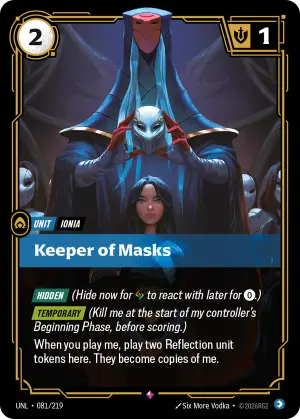 2
1
UNIT IONIA
Keeper of Masks
HIDDEN (Hide now for to react with later for 0.)
TEMPORARY (Kill me at the start of my controller's
Beginning Phase, before scoring.)
When you play me, play two Reflection unit
tokens here. They become copies of me.
UNL • 081/219
Six More Vodka • ©2026RGI